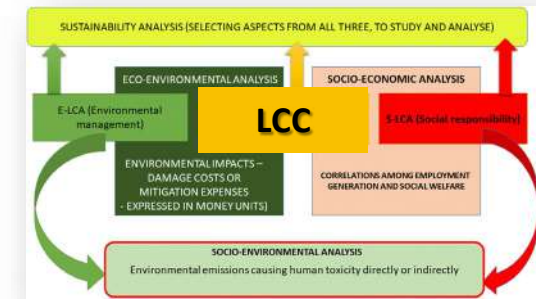 SUSTAINABILITY ANALYSIS (SELECTING ASPECTS FROM ALL THREE, TO STUDY AND ANALYSE)
ECO-ENVIRONMENTAL ANALYSIS
SOCIO-ECONOMIC ANALYSIS
E-LCA (Environmental
management)
LCC
S-LCA (Social responsibility)
ENVIRONMENTAL IMPACTS –
DAMAGE COSTS OR
MITIGATION EXPENSES
- EXPRESSED IN MONEY UNITS)
CORRELATIONS AMONG EMPLOYMENT
GENERATION AND SOCIAL WELFARE
SOCIO-ENVIRONMENTAL ANALYSIS
Environmental emissions causing human toxicity directly or indirectly